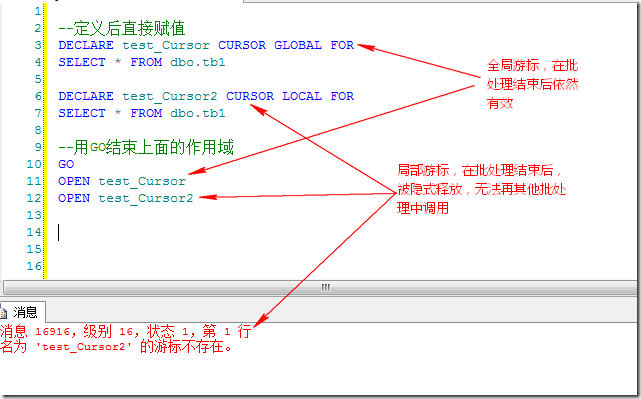 1
2 --定义后直接赋值
3 DECLARE test_Cursor CURSOR GLOBAL FOR
4 SELECT * FROM dbo.tb1
5
6 DECLARE test_Cursor2 CURSOR LOCAL FOR
7 SELECT * FROM dbo.tb1
8
9 --用GO结束上面的作用域
10 GO
11 OPEN test_Cursor
12 OPEN test_Cursor2
13
14
15
16
全局游标，在批
处理结束后依然
有效
局部游标，在批处理结束后，
被隐式释放，无法再其他批处
理中调用
消息
消息 16916，级别 16，状态 1，第 1 行
名为 'test_Cursor2' 的游标不存在。